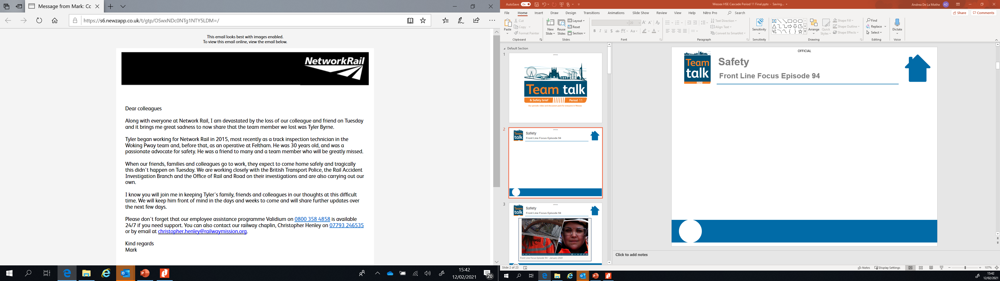 Message from Mark: Cc
https://s6.newzapp.co.uk/t/gtp/OSwxNDc0NTg1NTY5LDM=/
This email looks best with images enabled.
To view this email online, view the email below.
NetworkRail
Dear colleagues
Along with everyone at Network Rail, I am devastated by the loss of our colleague and friend on Tuesday
and it brings me great sadness to now share that the team member we lost was Tyler Byrne.
Tyler began working for Network Rail in 2015, most recently as a track inspection technician in the
Woking Pway team and, before that, as an operative at Feltham. He was 30 years old, and was a
passionate advocate for safety. He was a friend to many and a team member who will be greatly missed.
When our friends, families and colleagues go to work, they expect to come home safely and tragically
this didn't happen on Tuesday. We are working closely with the British Transport Police, the Rail Accident
Investigation Branch and the Office of Rail and Road on their investigations and are also carrying out our
own.
I know you will join me in keeping Tyler's family, friends and colleagues in our thoughts at this difficult
time. We will keep him front of mind in the days and weeks to come and will share further updates over
the next few days.
Please don't forget that our employee assistance programme Validium on 0800 358 4858 is available
24/7 if you need support. You can also contact our railway chaplin, Christopher Henley on 07793 246535
or by email at christopher.henley@railwaymission.org.
Kind regards
Mark
15:42
12/02/2021
20
AutoSave On
Wessex HSE Cascade Period 11 Final.pptx - Saving...
Andrea De La Mothe AD
File Home Insert Draw Design Transitions Animations Slide Show Review View Help Nitro Pro Search
Share Comments
Paste
Cut
Copy
Format Painter
Clipboard
New Slide
Reuse Slides
Layout
Reset
Section
Slides
20
Font
Text Direction
Align Text
Convert to SmartArt
Paragraph
Sensitivity
Sensitivity
Arrange
Quick Styles
Shape Fill
Shape Outline
Shape Effects
Drawing
Find
Replace
Select
Editing
Dictate
Voice
Default Section
1
Team talk
& Safety brief Period 11
Our periodic video and discussion pack for everyone in Wessex
2
Team talk
Safety
Front Line Focus Episode 94
3
Team talk
Safety
Front Line Focus Episode 94
Front Line Focus Episode 94 - January 2021
OFFICIAL
Team talk
Safety
Front Line Focus Episode 94
Click to add notes
Slide 2 of 23
Notes Display Settings
107%
15:42
12/02/2021